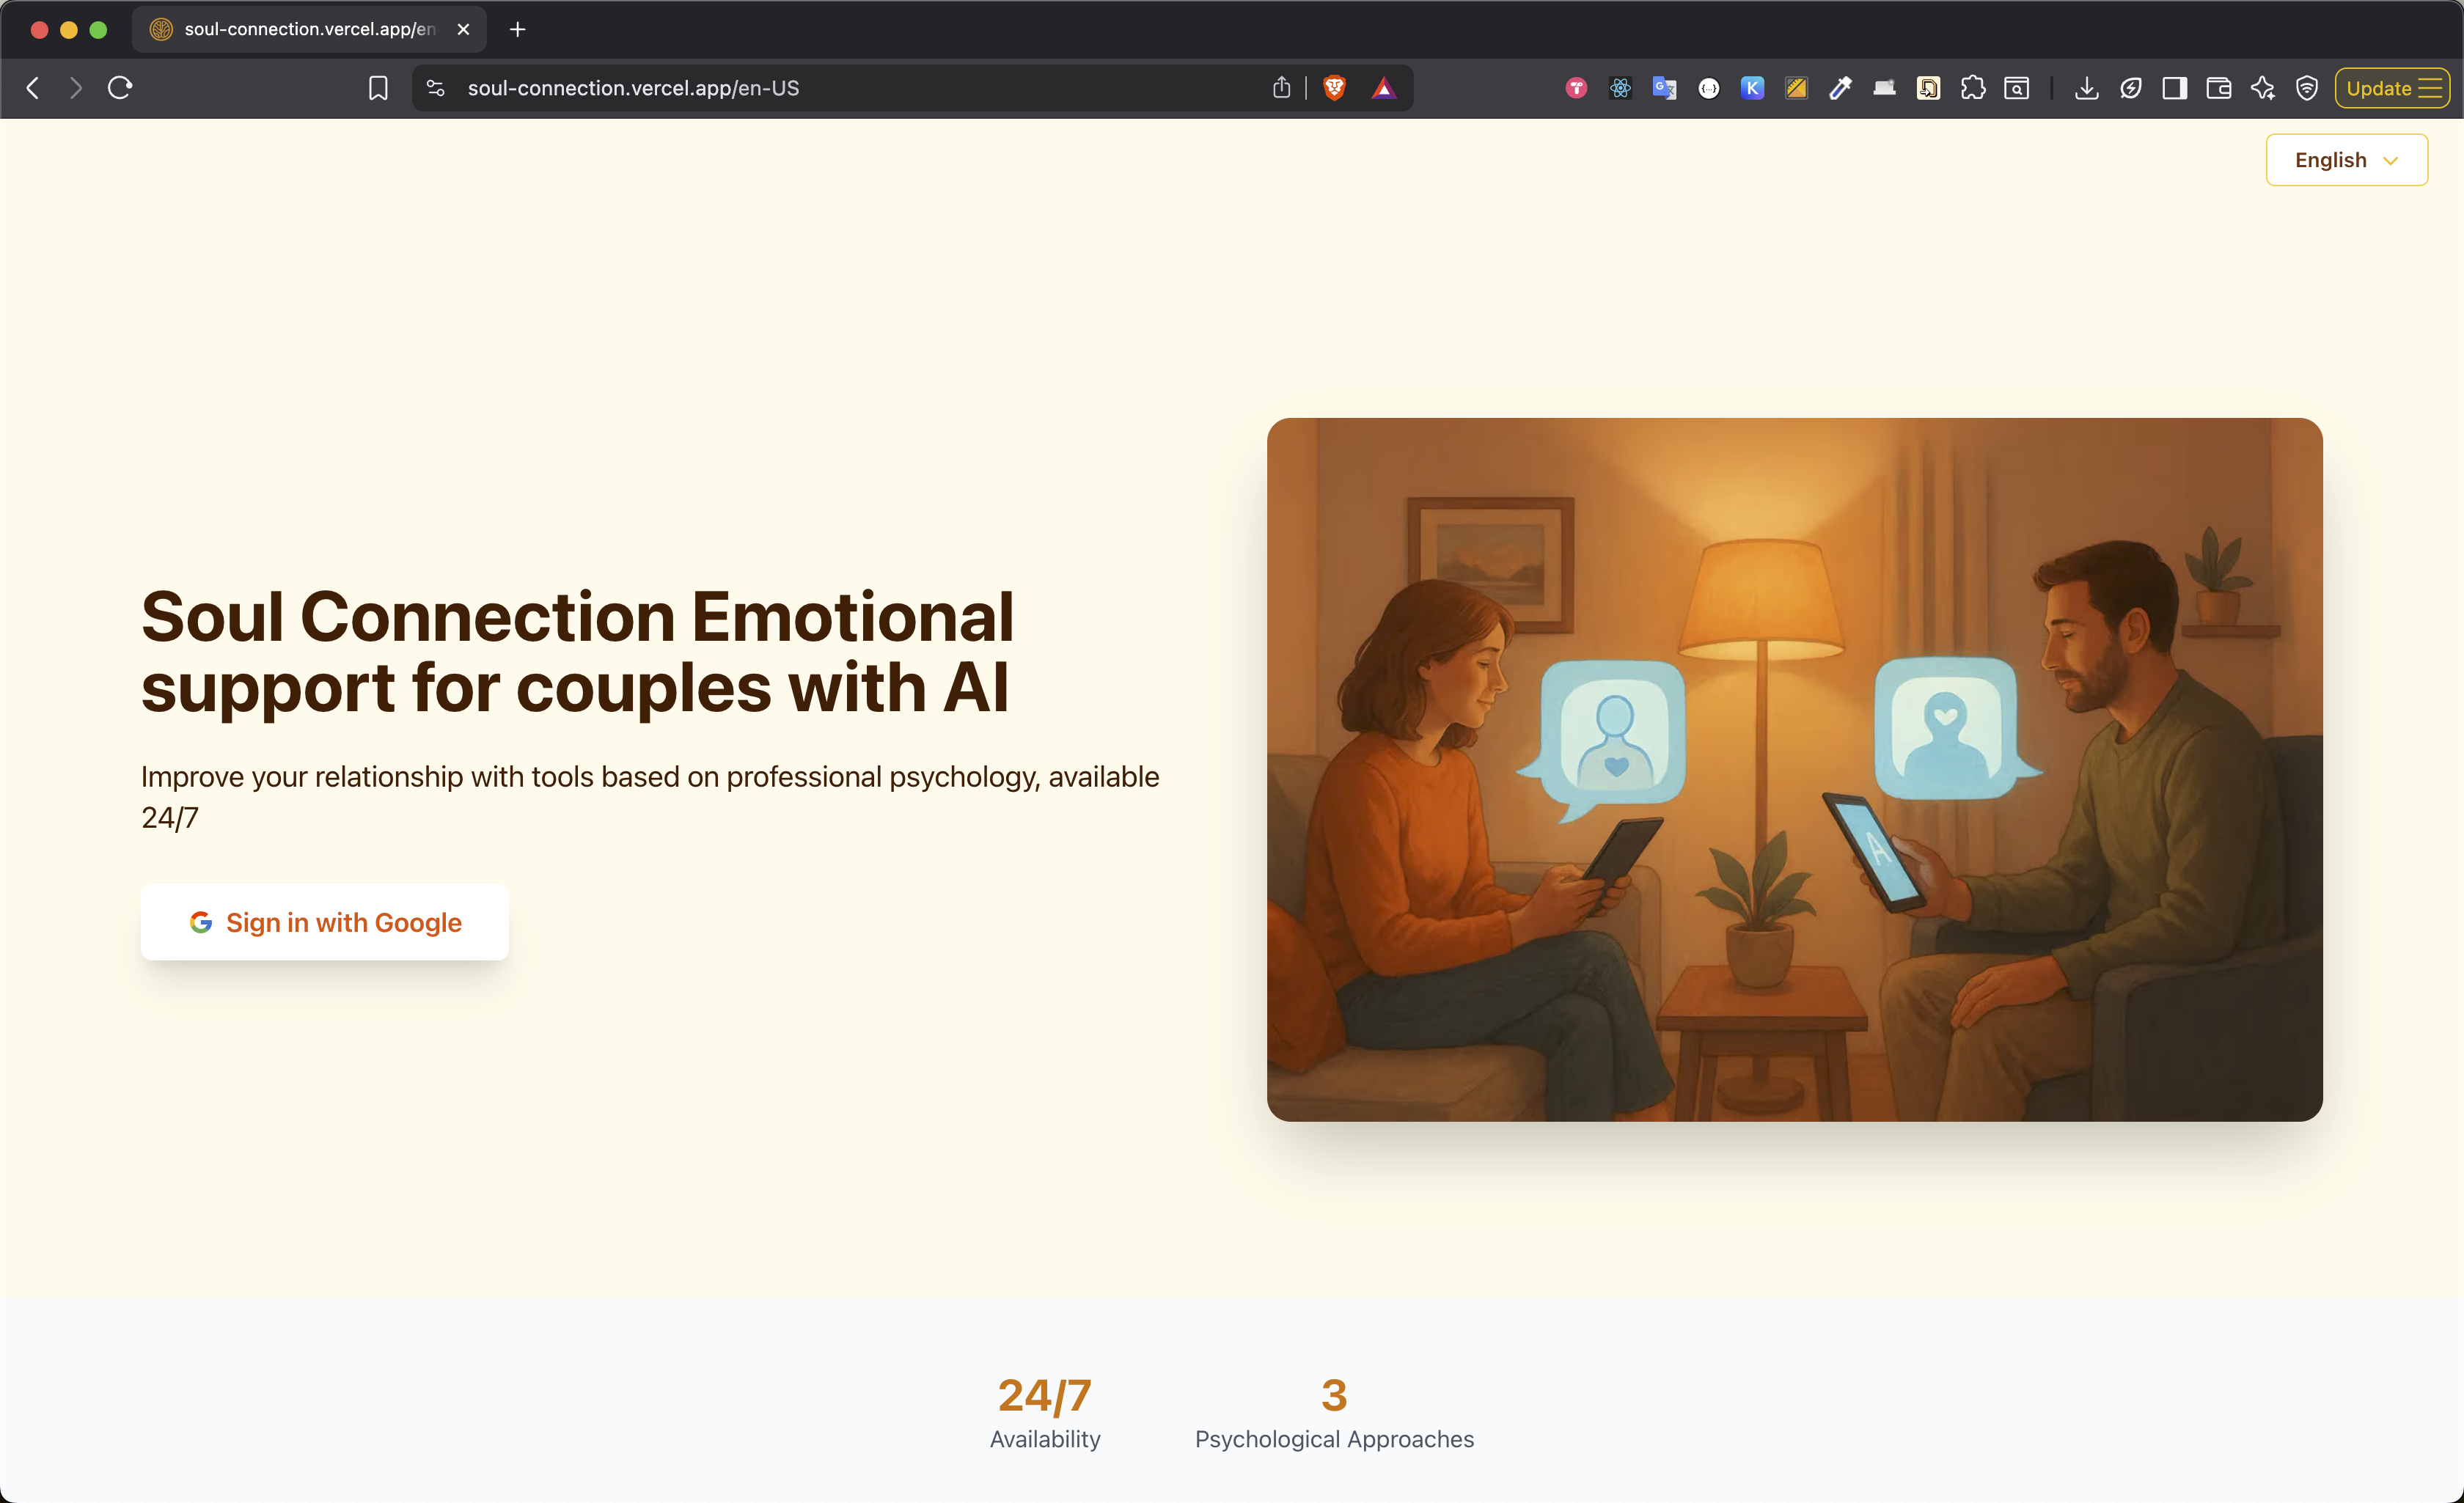 soul-connection.vercel.app/en
soul-connection.vercel.app/en-US
Update
English
Soul Connection Emotional
support for couples with AI
Improve your relationship with tools based on professional psychology, available
24/7
Sign in with Google
A
24/7
Availability
3
Psychological Approaches